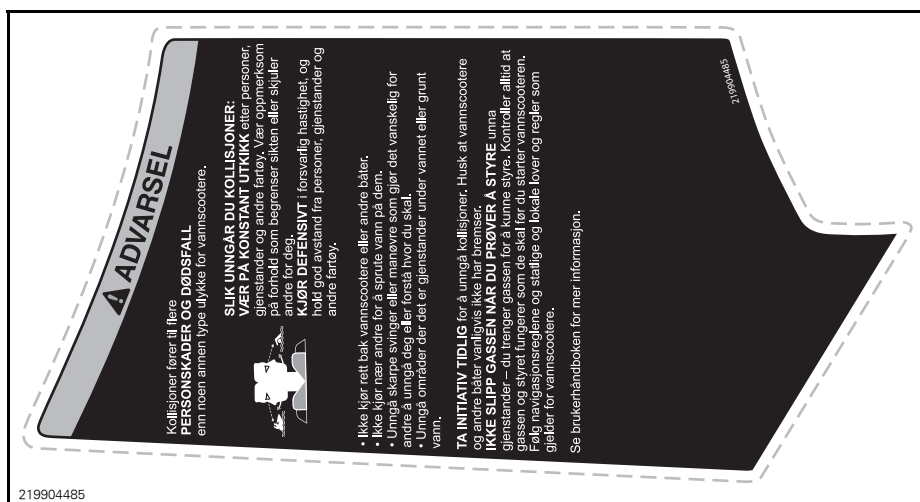 ADVARSEL
Kollisjoner fører til flere
PERSONSKADER OG DØDSFALL
enn noen annen type ulykke for vannscootere.
SLIK UNNGÅR DU KOLLISJONER:
VÆR PÅ KONSTANT UTKIKK etter personer,
gjenstander og andre fartøy. Vær oppmerksom
på forhold som begrenser sikten eller skjuler
andre for deg.
KJØR DEFENSIVT i forsvarlig hastighet, og
hold god avstand fra personer, gjenstander og
andre fartøy.
• Ikke kjør rett bak vannscootere eller andre båter.
• Ikke kjør nær andre for å sprute vann på dem.
• Unngå skarpe svinger eller manøvre som gjør det vanskelig for
andre å unngå deg eller forstå hvor du skal.
• Unngå områder der det er gjenstander under vannet eller grunt
vann.
TA INITIATIV TIDLIG for å unngå kollisjoner. Husk at vannscootere
og andre båter vanligvis ikke har bremser.
IKKE SLIPP GASSEN NÅR DU PRØVER Å STYRE unna
gjenstander – du trenger gassen for å kunne styre. Kontroller alltid at
gassen og styret fungerer som de skal før du starter vannscooteren.
Følg navigasjonsreglene og statlige og lokale lover og regler som
gjelder for vannscootere.
Se brukerhåndboken for mer informasjon.
219904485
219904485